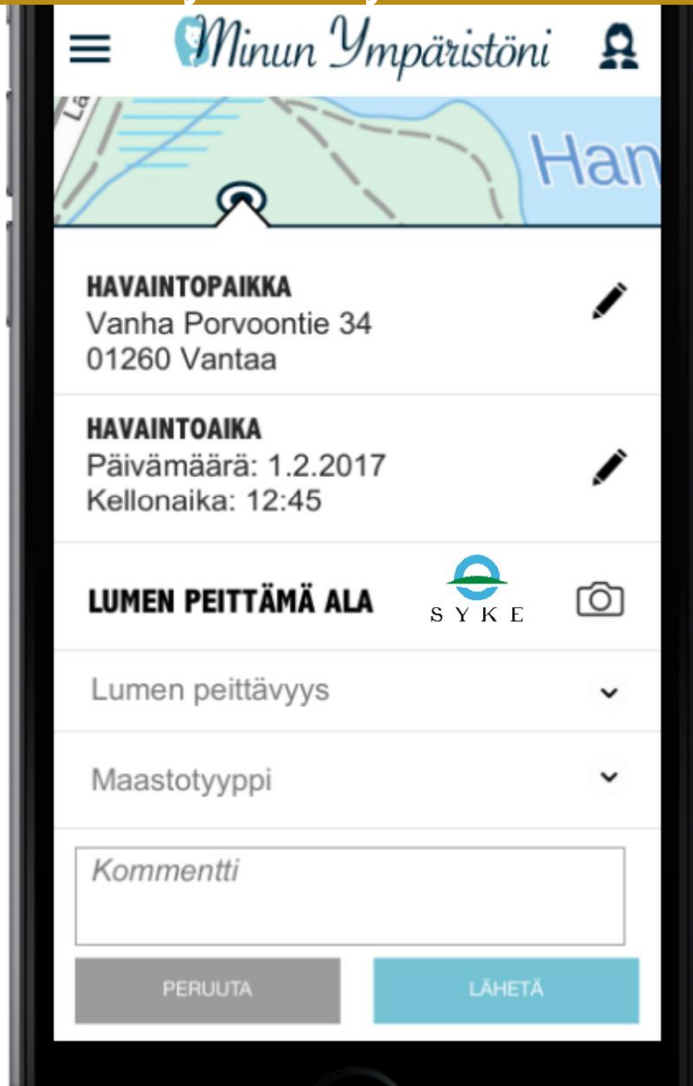 Minun Ympäristöni
Lä
Han
HAVAINTOPAIKKA
Vanha Porvoontie 34
01260 Vantaa
HAVAINTOAIKA
Päivämäärä: 1.2.2017
Kellonaika: 12:45
LUMEN PEITTÄMÄ ALA
SYKE
Lumen peittävyys
Maastotyyppi
Kommentti
PERUUTA
LÄHETÄ